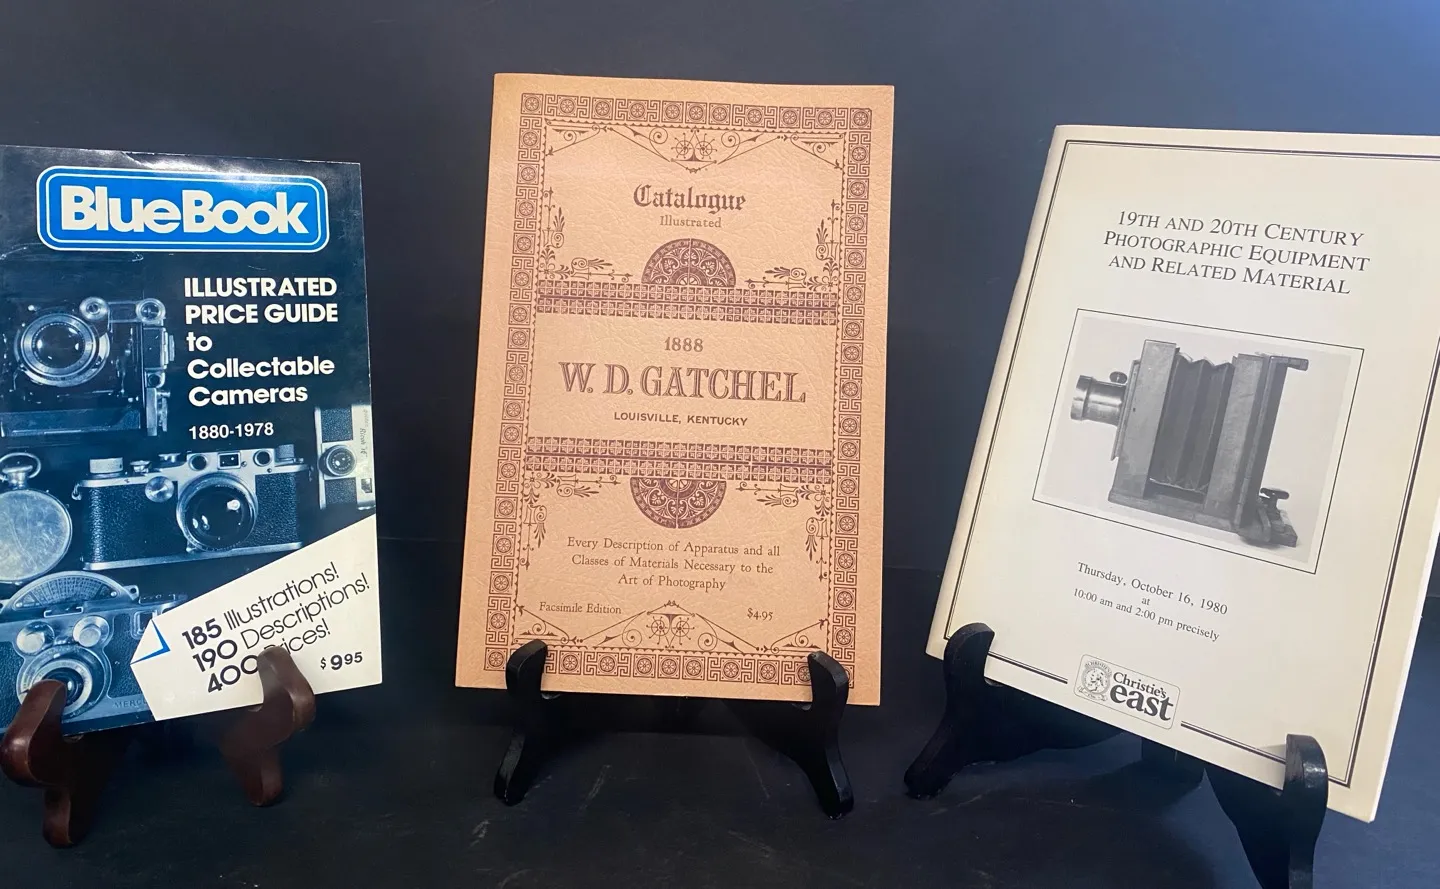 BlueBook
ILLUSTRATED
PRICE GUIDE
to
Collectable
Cameras
1880-1978
185 Illustrations!
190 Descriptions!
400
$9.95
Catalogue
Illustrated
1888
W. D. GATCHEL
LOUISVILLE, KENTUCKY
Every Description of Apparatus and all
Classes of Materials Necessary to the
Art of Photography
Facsimile Edition
$4.95
19TH AND 20TH CENTURY
PHOTOGRAPHIC EQUIPMENT
AND RELATED MATERIAL
Thursday, October 16, 1980
at
10:00 am and 2:00 pm precisely
Christie's
east